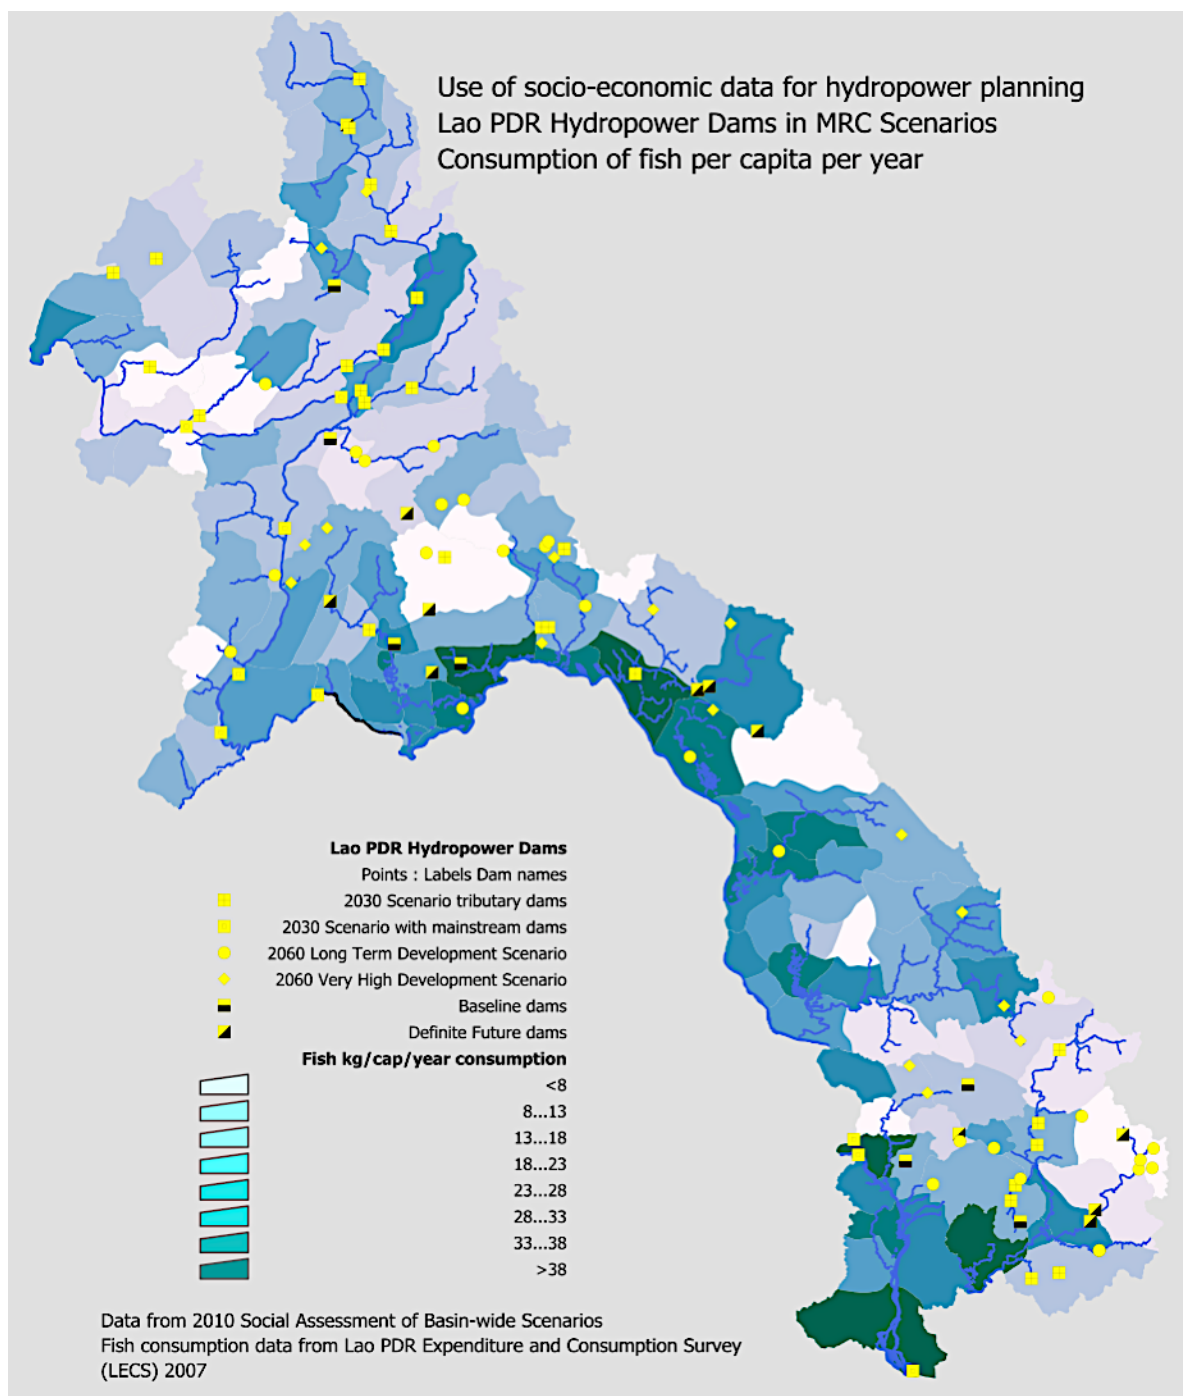 Use of socio-economic data for hydropower planning
Lao PDR Hydropower Dams in MRC Scenarios
Consumption of fish per capita per year
Lao PDR Hydropower Dams
Points : Labels Dam names
2030 Scenario tributary dams
2030 Scenario with mainstream dams
2060 Long Term Development Scenario
2060 Very High Development Scenario
Baseline dams
Definite Future dams
Fish kg/cap/year consumption
<8
8...13
13...18
18...23
23...28
28...33
33...38
>38
Data from 2010 Social Assessment of Basin-wide Scenarios
Fish consumption data from Lao PDR Expenditure and Consumption Survey
(LECS) 2007